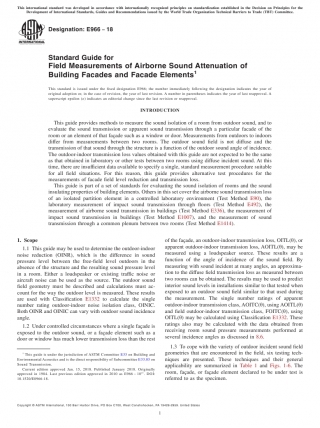 This international standard was developed in accordance with internationally recognized principles on standardization established in the Decision on Principles for the
Development of International Standards, Guides and Recommendations issued by the World Trade Organization Technical Barriers to Trade (TBT) Committee.
Designation: E966 − 18
Standard Guide for
Field Measurements of Airborne Sound Attenuation of
Building Facades and Facade Elements¹
This standard is issued under the fixed designation E966; the number immediately following the designation indicates the year of
original adoption or, in the case of revision, the year of last revision. A number in parentheses indicates the year of last reapproval. A
superscript epsilon (ε) indicates an editorial change since the last revision or reapproval.
INTRODUCTION
This guide provides methods to measure the sound isolation of a room from outdoor sound, and to
evaluate the sound transmission or apparent sound transmission through a particular facade of the
room or an element of that facade such as a window or door. Measurements from outdoors to indoors
differ from measurements between two rooms. The outdoor sound field is not diffuse and the
transmission of that sound through the structure is a function of the outdoor sound angle of incidence.
The outdoor-indoor transmission loss values obtained with this guide are not expected to be the same
as that obtained in laboratory or other tests between two rooms using diffuse incident sound. At this
time, there are insufficient data available to specify a single, standard measurement procedure suitable
for all field situations. For this reason, this guide provides alternative test procedures for the
measurements of facade field level reduction and transmission loss.
This guide is part of a set of standards for evaluating the sound isolation of rooms and the sound
insulating properties of building elements. Others in this set cover the airborne sound transmission loss
of an isolated partition element in a controlled laboratory environment (Test Method E90), the
laboratory measurement of impact sound transmission through floors (Test Method E492), the
measurement of airborne sound transmission in buildings (Test Method E336), the measurement of
impact sound transmission in buildings (Test Method E1007), and the measurement of sound
transmission through a common plenum between two rooms (Test Method E1414).
1. Scope
1.1 This guide may be used to determine the outdoor-indoor
noise reduction (OINR), which is the difference in sound
pressure level between the free-field level outdoors in the
absence of the structure and the resulting sound pressure level
in a room. Either a loudspeaker or existing traffic noise or
aircraft noise can be used as the source. The outdoor sound
field geometry must be described and calculations must ac-
count for the way the outdoor level is measured. These results
are used with Classification E1332 to calculate the single
number rating outdoor-indoor noise isolation class, OINIC.
Both OINR and OINIC can vary with outdoor sound incidence
angle.
1.2 Under controlled circumstances where a single facade is
exposed to the outdoor sound, or a façade element such as a
door or window has much lower transmission loss than the rest
of the façade, an outdoor-indoor transmission loss, OITL(θ), or
apparent outdoor-indoor transmission loss, AOITL(θ), may be
measured using a loudspeaker source. These results are a
function of the angle of incidence of the sound field. By
measuring with sound incident at many angles, an approxima-
tion to the diffuse field transmission loss as measured between
two rooms can be obtained. The results may be used to predict
interior sound levels in installations similar to that tested when
exposed to an outdoor sound field similar to that used during
the measurement. The single number ratings of apparent
outdoor-indoor transmission class, AOITC(θ), using AOITL(θ)
and field outdoor-indoor transmission class, FOITC(θ), using
OITL(θ) may be calculated using Classification E1332. These
ratings also may be calculated with the data obtained from
receiving room sound pressure measurements performed at
several incidence angles as discussed in 8.6.
1.3 To cope with the variety of outdoor incident sound field
geometries that are encountered in the field, six testing tech-
niques are presented. These techniques and their general
applicability are summarized in Table 1 and Figs. 1-6. The
room, façade, or façade element declared to be under test is
referred to as the specimen.
¹ This guide is under the jurisdiction of ASTM Committee E33 on Building and
Environmental Acoustics and is the direct responsibility of Subcommittee E33.03 on
Sound Transmission.
Current edition approved Jan. 15, 2018. Published January 2018. Originally
Copyright © ASTM International, 100 Barr Harbor Drive, PO Box C700, West Conshohocken, PA 19428-2959. United States
1